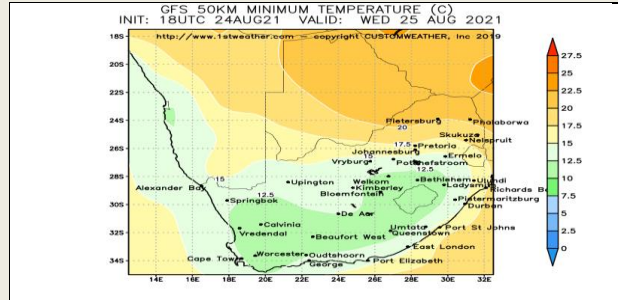 GFS 50KM MINIMUM TEMPERATURE (C)
INIT: 18UTC 24AUG21 VALID: WED 25 AUG 2021
http://www.1stweather.com — copyright CUSTOMWEATHER, Inc 2019
18S
20S
22S
24S
26S
28S
30S
32S
34S
27.5
25
22.5
20
17.5
15
12.5
10
7.5
5
2.5
0
Pietersburg
Phalaborwa
20
Skukuza
Nelspruit
17.5
Pretoria
Johannesburg
15
Ermelo
Vryburg
Potchefstroom
12.5
15
Upington
Welkom
Bethlehem
Ulundi
Alexander Bay
Kimberley
Ladysmith
12.5
Bloemfontein
Richards Ba
Springbok
Pietermaritzburg
Durban
De Aar
Calvinia
Umtata
Port St Johns
Vredendal
Beaufort West
Queenstown
East London
Cape Town
Worcester
Oudtshoorn
George
Port Elizabeth
14E 16E 18E 20E 22E 24E 26E 28E 30E 32E